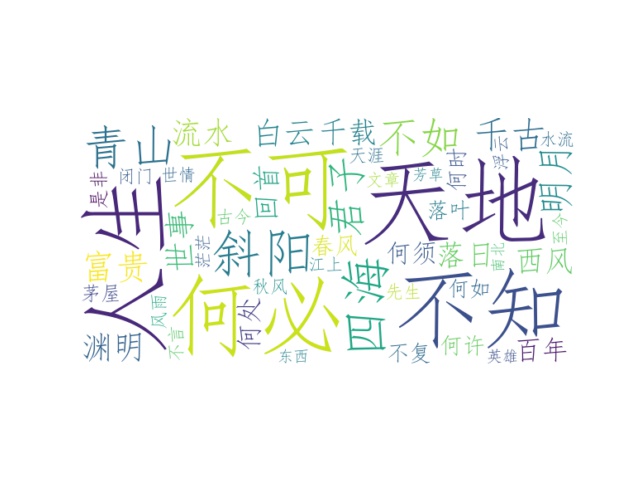 青山
流水
白云
千载
不如
千古
水流
天涯
浮云
明月
是非
闭门
世情
人生
不可
回首
文章
君子
天地
芳草
何时
落叶
至今
世事
古今
茫茫
斜阳
春风
江上
四海
何须
落日
南北
西风
富贵
茅屋
风雨
秋风
何必
何处
先生
不知
何如
渊明
不言
东西
不复
何许
英雄
百年